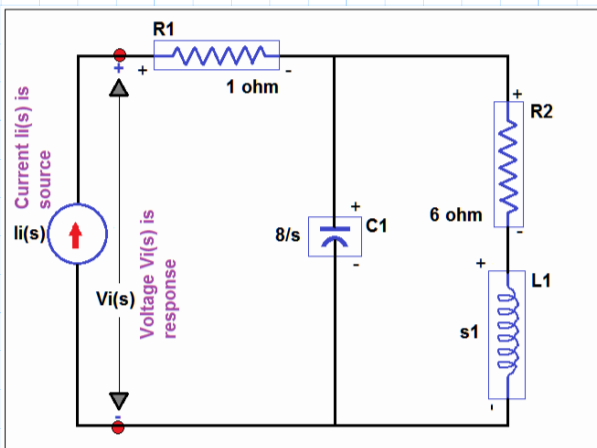 R1
+
+
-
1 ohm
Current Ii(s) is
source
Ii(s)
Vi(s)
Voltage Vi(s) is
response
-
8/s
+
C1
-
+
R2
6 ohm
-
+
L1
s1
-